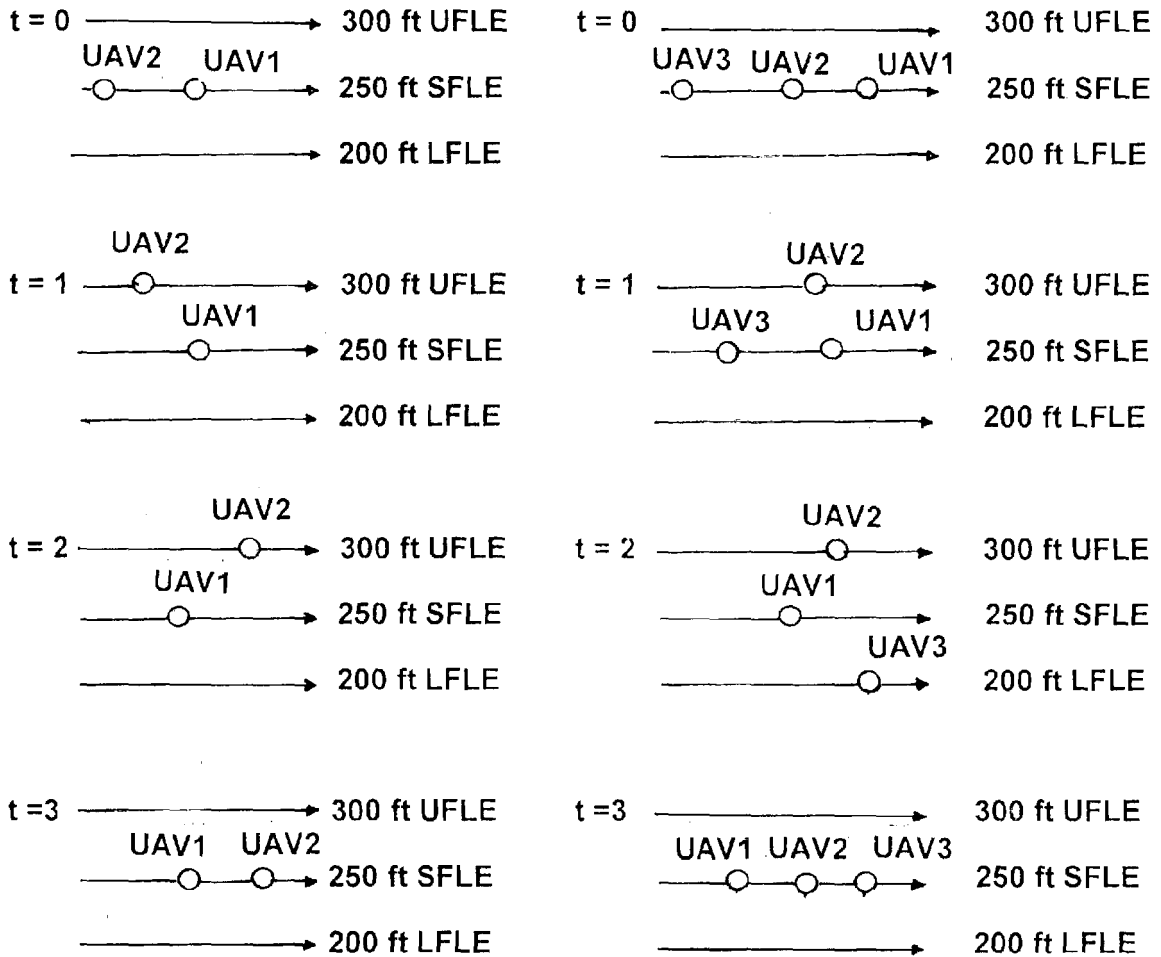 t = 0 300 ft UFLE
UAV2 UAV1
250 ft SFLE
200 ft LFLE
UAV2
t = 1 300 ft UFLE
UAV1
250 ft SFLE
200 ft LFLE
UAV2
t = 2 300 ft UFLE
UAV1
250 ft SFLE
200 ft LFLE
t =3 300 ft UFLE
UAV1 UAV2
250 ft SFLE
200 ft LFLE
t = 0 300 ft UFLE
UAV3 UAV2 UAV1
250 ft SFLE
200 ft LFLE
UAV2
t = 1 300 ft UFLE
UAV3 UAV1
250 ft SFLE
200 ft LFLE
UAV2
t = 2 300 ft UFLE
UAV1
250 ft SFLE
UAV3
200 ft LFLE
t =3 300 ft UFLE
UAV1 UAV2 UAV3
250 ft SFLE
200 ft LFLE